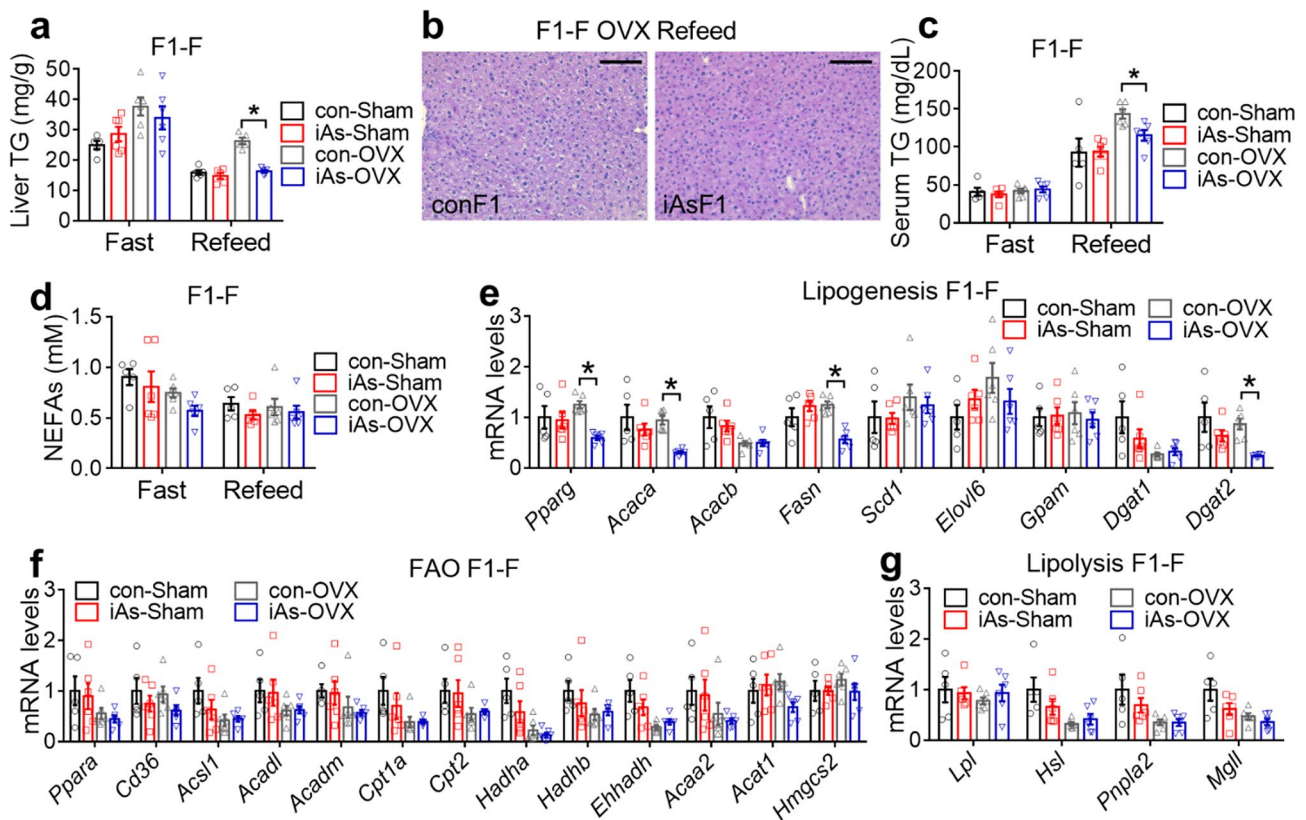 a
F1-F
Liver TG (mg/g)
50
40
30
20
10
0
Fast
Refeed
*
con-Sham
iAs-Sham
con-OVX
iAs-OVX
b
F1-F OVX Refeed
conF1
iAsF1
c
F1-F
Serum TG (mg/dL)
200
150
100
50
0
Fast
Refeed
*
con-Sham
iAs-Sham
con-OVX
iAs-OVX
d
F1-F
NEFAs (mM)
1.5
1.0
0.5
0.0
Fast
Refeed
con-Sham
iAs-Sham
con-OVX
iAs-OVX
e
Lipogenesis F1-F
con-Sham
con-OVX
iAs-Sham
iAs-OVX
mRNA levels
3
2
1
0
*
*
*
*
Pparg
Acaca
Acacb
Fasn
Scd1
Elovl6
Gpam
Dgat1
Dgat2
f
FAO F1-F
con-Sham
con-OVX
iAs-Sham
iAs-OVX
mRNA levels
3
2
1
0
Ppara
Cd36
Acsl1
Acadl
Acadm
Cpt1a
Cpt2
Hadha
Hadhb
Ehhadh
Acaa2
Acat1
Hmgcs2
g
Lipolysis F1-F
con-Sham
con-OVX
iAs-Sham
iAs-OVX
mRNA levels
3
2
1
0
Lpl
Hsl
Pnpla2
Mgll